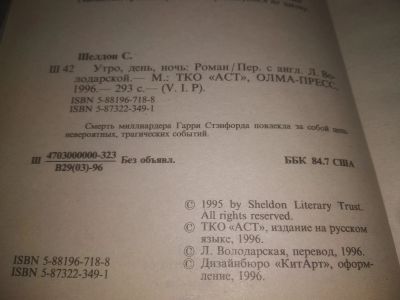 Шелдон С.
Ш 42 Утро, день, ночь: Роман/Пер. с англ. Л. Во-
лодарской.— М.: ТКО «АСТ», ОЛМА-ПРЕСС,
1996.— 293 с.— (V. I. P).
ISBN 5-88196-718-8
ISBN 5-87322-349-1
Смерть миллиардера Гарри Стэнфорда повлекла за собой цепь
невероятных, трагических событий.
Ш 4703000000-323 Без объявл. ББК 84.7 США
В29(03)-96
© 1995 by Sheldon Literary Trust.
All rights reserved.
© ТКО «АСТ», издание на русском
языке, 1996.
© Л. Володарская, перевод, 1996.
© Дизайнбюро «КитАрт», оформ-
ление, 1996.
ISBN 5-88196-718-8
ISBN 5-87322-349-1